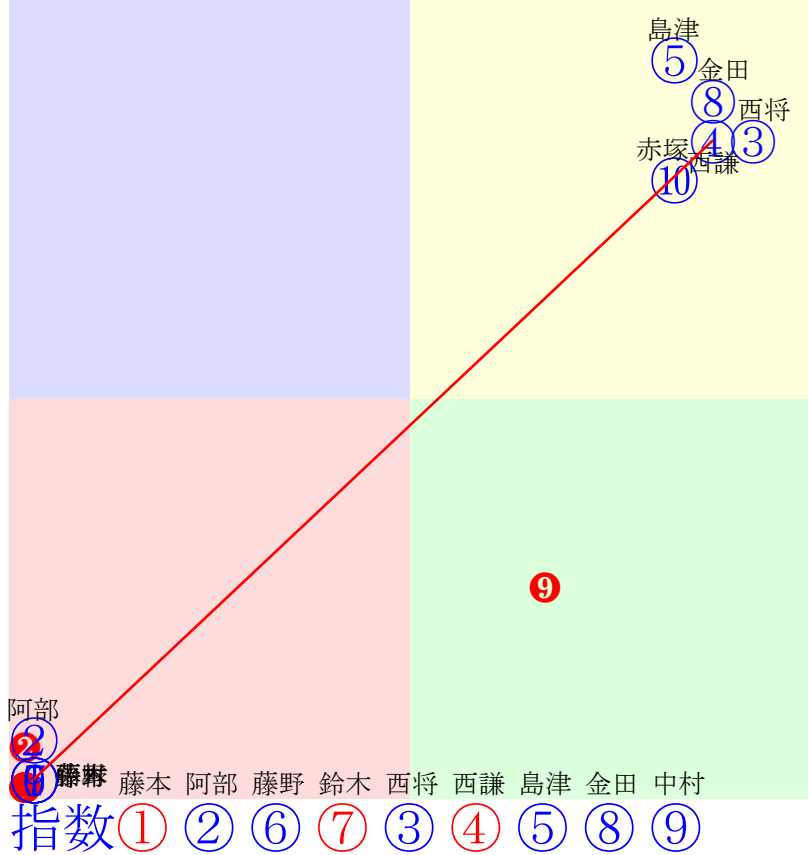 島津
⑤
金田
⑧
西将
④ ③
赤塚
西謙
⑩
❾
阿部
②
❷
藤本 阿部 藤野 鈴木 西将 西謙 島津 金田 中村
指数 ① ② ⑥ ⑦ ③ ④ ⑤ ⑧ ⑨